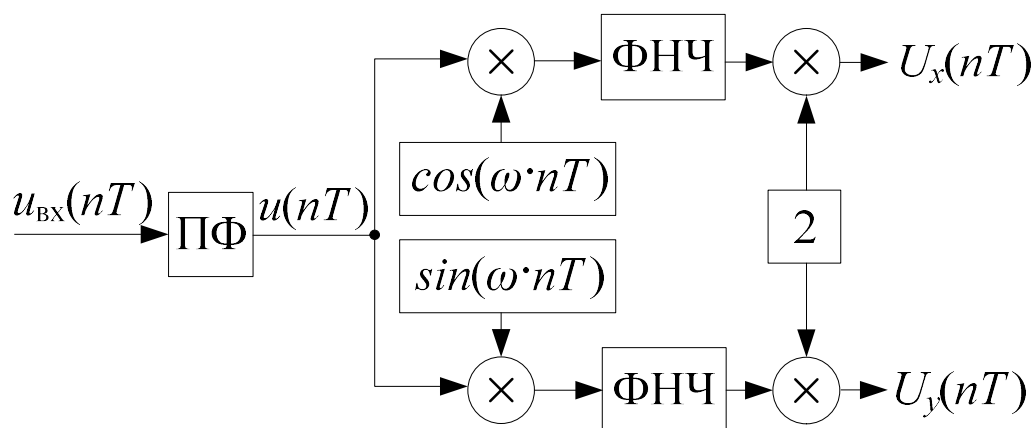 ФНЧ
U_x(nT)
cos(ω·nT)
u_вх(nT)
ПФ
u(nT)
2
sin(ω·nT)
ФНЧ
U_y(nT)